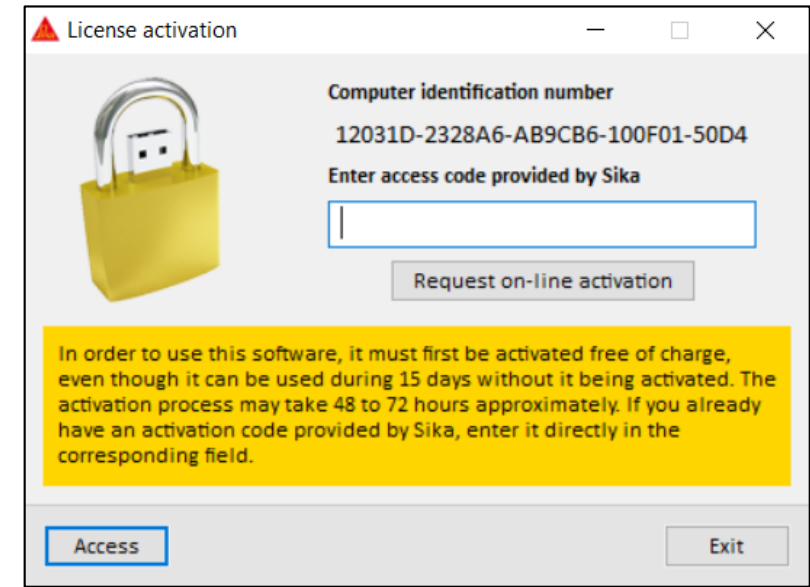 License activation
Computer identification number
12031D-2328A6-AB9CB6-100F01-50D4
Enter access code provided by Sika
Request on-line activation
In order to use this software, it must first be activated free of charge,
even though it can be used during 15 days without it being activated. The
activation process may take 48 to 72 hours approximately. If you already
have an activation code provided by Sika, enter it directly in the
corresponding field.
Access
Exit